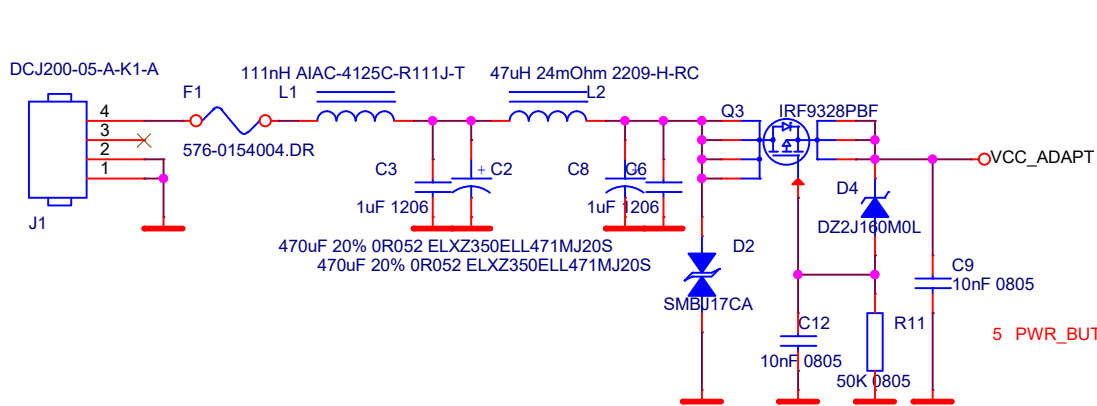 DCJ200-05-A-K1-A
111nH AIAC-4125C-R111J-T
47uH 24mOhm 2209-H-RC
F1
L1
L2
4
3
2
1
576-0154004.DR
J1
Q3
IRF9328PBF
VCC_ADAPT
C3
+ C2
C8
C6
1uF 1206
1uF 1206
470uF 20% 0R052 ELXZ350ELL471MJ20S
470uF 20% 0R052 ELXZ350ELL471MJ20S
D4
DZ2J160M0L
D2
SMBJ17CA
C9
10nF 0805
C12
10nF 0805
R11
50K 0805
5 PWR_BUT